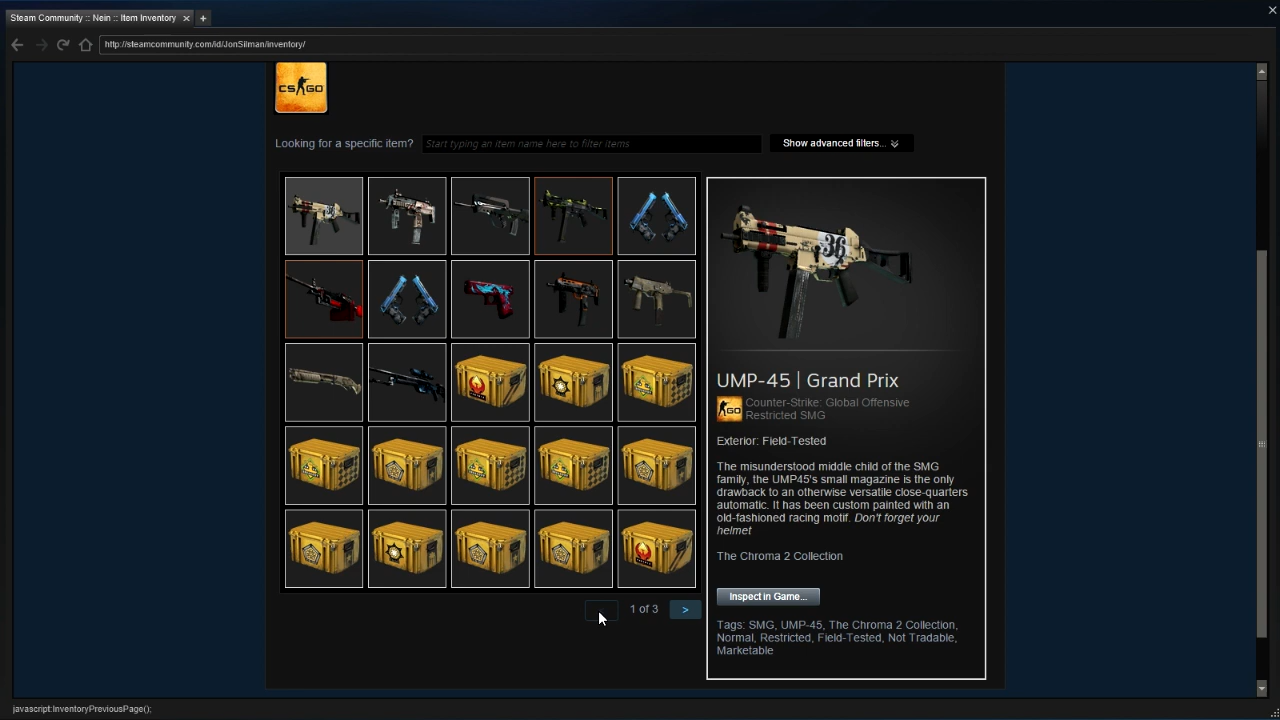 Steam Community :: Nein :: Item Inventory
http://steamcommunity.com/id/JonSilman/inventory/
CS GO
Looking for a specific item?
Start typing an item name here to filter items
Show advanced filters...
36
UMP-45 | Grand Prix
GO
Counter-Strike: Global Offensive
Restricted SMG
Exterior: Field-Tested
The misunderstood middle child of the SMG
family, the UMP45's small magazine is the only
drawback to an otherwise versatile close-quarters
automatic. It has been custom painted with an
old-fashioned racing motif. Don't forget your
helmet
The Chroma 2 Collection
Inspect in Game...
1 of 3
>
Tags: SMG, UMP-45, The Chroma 2 Collection,
Normal, Restricted, Field-Tested, Not Tradable,
Marketable
javascript:InventoryPreviousPage();